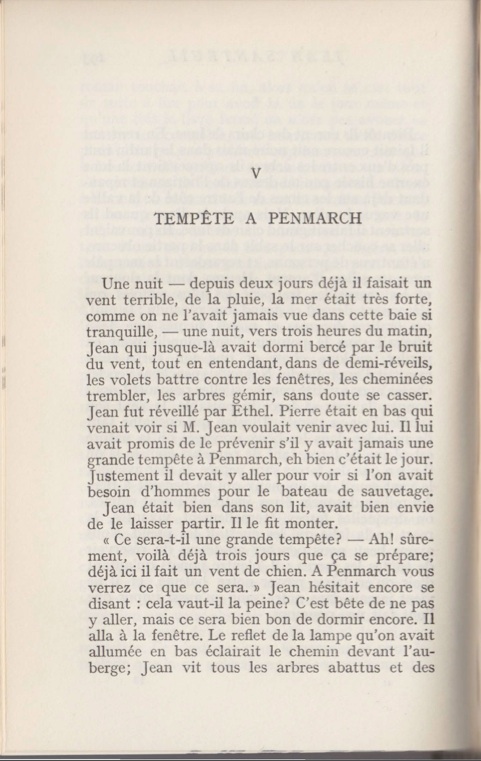 V
TEMPÊTE A PENMARCH
Une nuit — depuis deux jours déjà il faisait un
vent terrible, de la pluie, la mer était très forte,
comme on ne l'avait jamais vue dans cette baie si
tranquille, — une nuit, vers trois heures du matin,
Jean qui jusque-là avait dormi bercé par le bruit
du vent, tout en entendant, dans de demi-réveils,
les volets battre contre les fenêtres, les cheminées
trembler, les arbres gémir, sans doute se casser.
Jean fut réveillé par Ethel. Pierre était en bas qui
venait voir si M. Jean voulait venir avec lui. Il lui
avait promis de le prévenir s'il y avait jamais une
grande tempête à Penmarch, eh bien c'était le jour.
Justement il devait y aller pour voir si l'on avait
besoin d'hommes pour le bateau de sauvetage.
Jean était bien dans son lit, avait bien envie
de le laisser partir. Il le fit monter.
« Ce sera-t-il une grande tempête? — Ah! sûre-
ment, voilà déjà trois jours que ça se prépare;
déjà ici il fait un vent de chien. A Penmarch vous
verrez ce que ce sera. » Jean hésitait encore se
disant : cela vaut-il la peine? C'est bête de ne pas
y aller, mais ce sera bien bon de dormir encore. Il
alla à la fenêtre. Le reflet de la lampe qu'on avait
allumée en bas éclairait le chemin devant l'au-
berge; Jean vit tous les arbres abattus et des